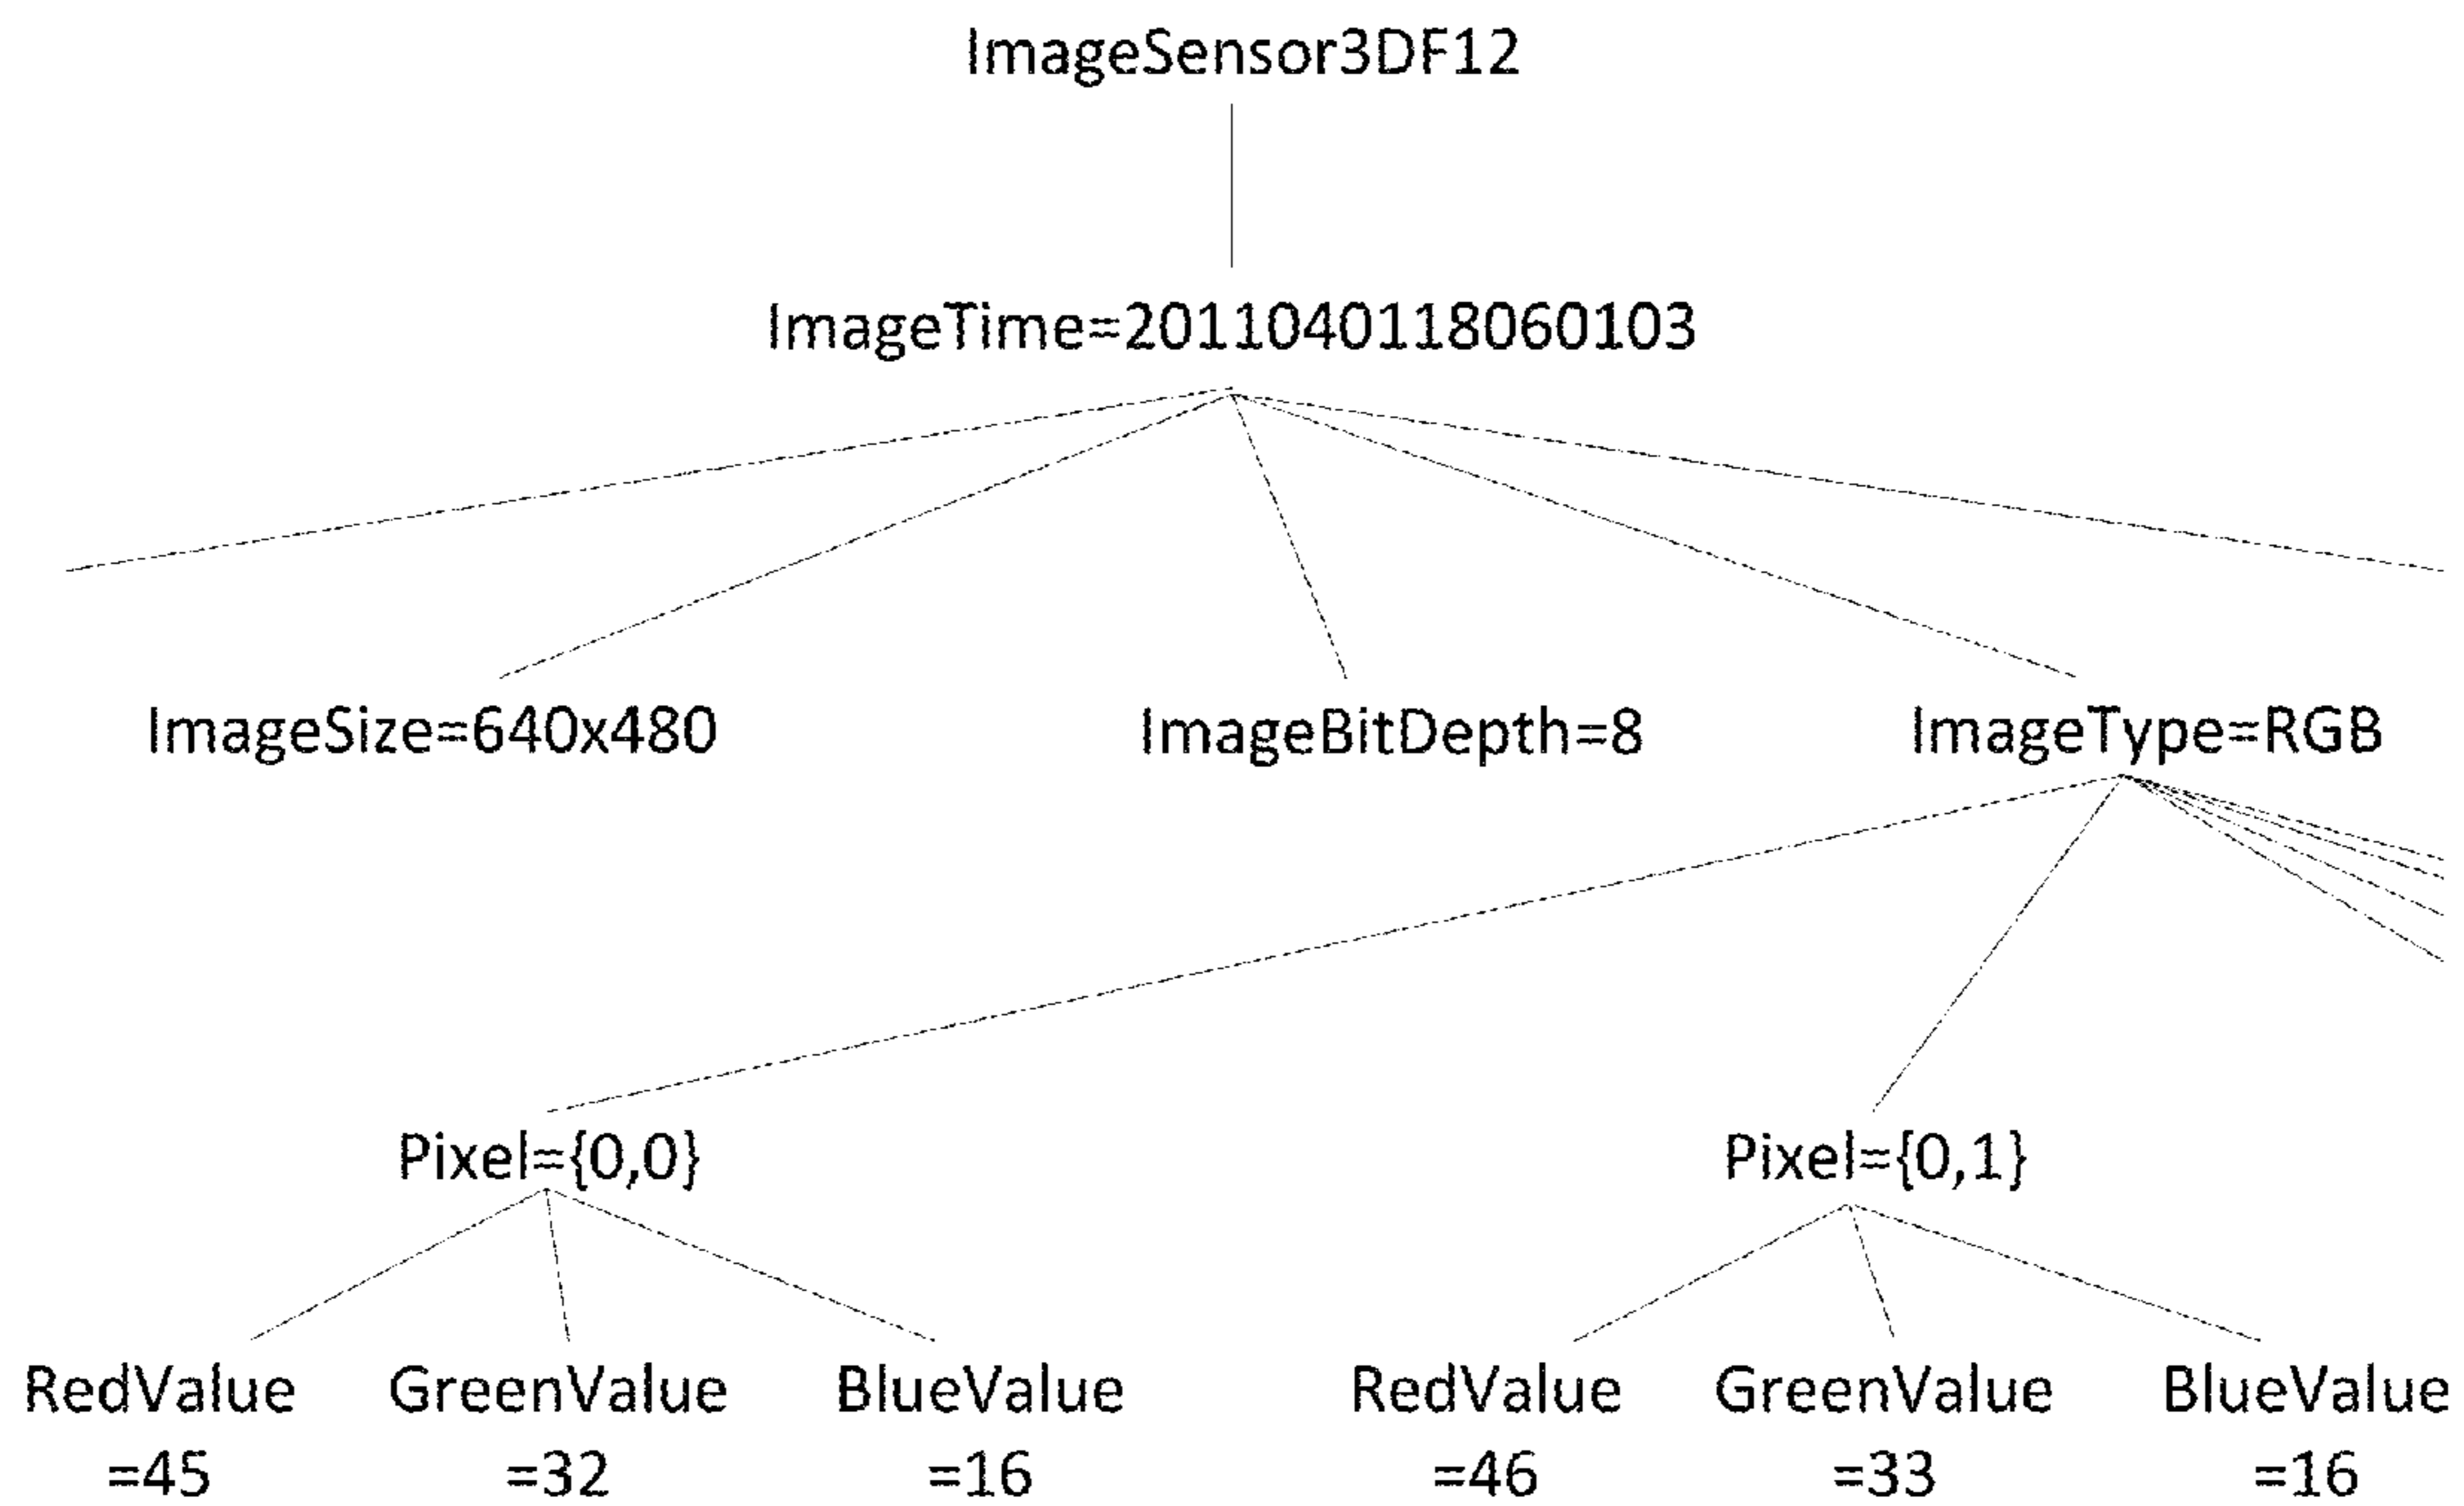 ImageSensor3DF12
ImageTime=2011040118060103
ImageSize=640x480 ImageBitDepth=8 ImageType=RGB
Pixel={0,0} Pixel={0,1}
RedValue GreenValue BlueValue RedValue GreenValue BlueValue
=45 =32 =16 =46 =33 =16